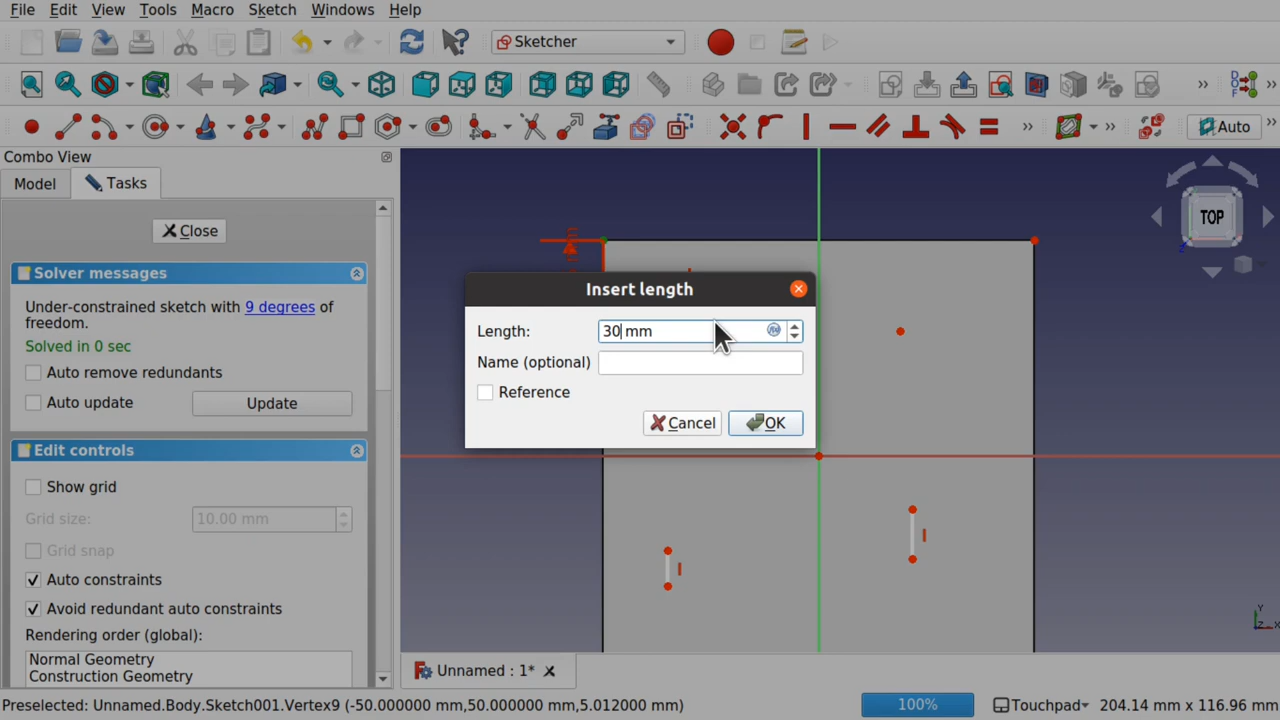 File Edit View Tools Macro Sketch Windows Help
Sketcher
Auto
Combo View
Model Tasks
TOP
Close
Solver messages
Under-constrained sketch with 9 degrees of
freedom.
Solved in 0 sec
Auto remove redundants
Auto update Update
Edit controls
Show grid
Grid size: 10.00 mm
Grid snap
Auto constraints
Avoid redundant auto constraints
Rendering order (global):
Normal Geometry
Construction Geometry
Insert length
Length: 30 mm
Name (optional)
Reference
Cancel OK
Unnamed : 1*
Preselected: Unnamed.Body.Sketch001.Vertex9 (-50.000000 mm,50.000000 mm,5.012000 mm) 100% Touchpad 204.14 mm x 116.96 mm